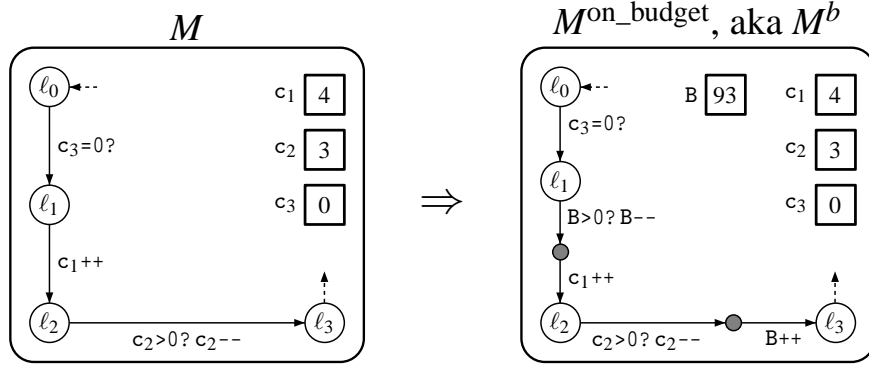 M
ℓ0
c1 4
c3=0?
c2 3
ℓ1
c3 0
c1++
ℓ2
c2>0? c2--
ℓ3
⇒
M^on_budget, aka M^b
ℓ0
B 93
c1 4
c3=0?
c2 3
ℓ1
c3 0
B>0? B--
c1++
ℓ2
c2>0? c2--
B++
ℓ3